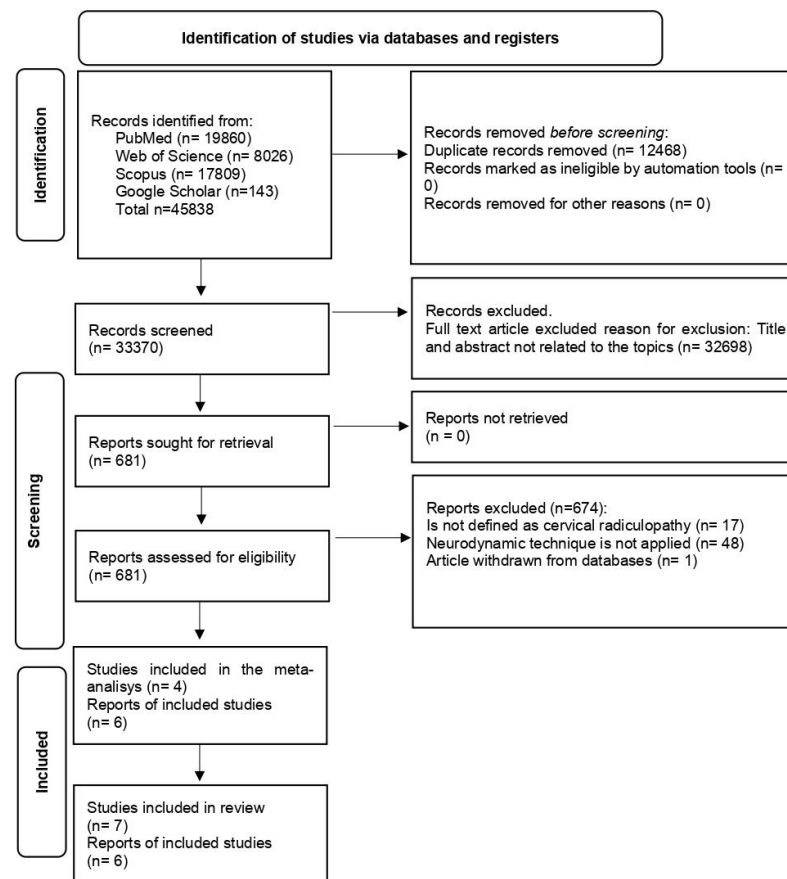 Identification of studies via databases and registers
Identification
Records identified from:
PubMed (n= 19860)
Web of Science (n= 8026)
Scopus (n= 17809)
Google Scholar (n=143)
Total n=45838
Records removed before screening:
Duplicate records removed (n= 12468)
Records marked as ineligible by automation tools (n=
0)
Records removed for other reasons (n= 0)
Records screened
(n= 33370)
Records excluded.
Full text article excluded reason for exclusion: Title
and abstract not related to the topics (n= 32698)
Screening
Reports sought for retrieval
(n= 681)
Reports not retrieved
(n = 0)
Reports assessed for eligibility
(n= 681)
Reports excluded (n=674):
Is not defined as cervical radiculopathy (n= 17)
Neurodynamic technique is not applied (n= 48)
Article withdrawn from databases (n= 1)
Included
Studies included in the meta-
analisys (n= 4)
Reports of included studies
(n= 6)
Studies included in review
(n= 7)
Reports of included studies
(n= 6)